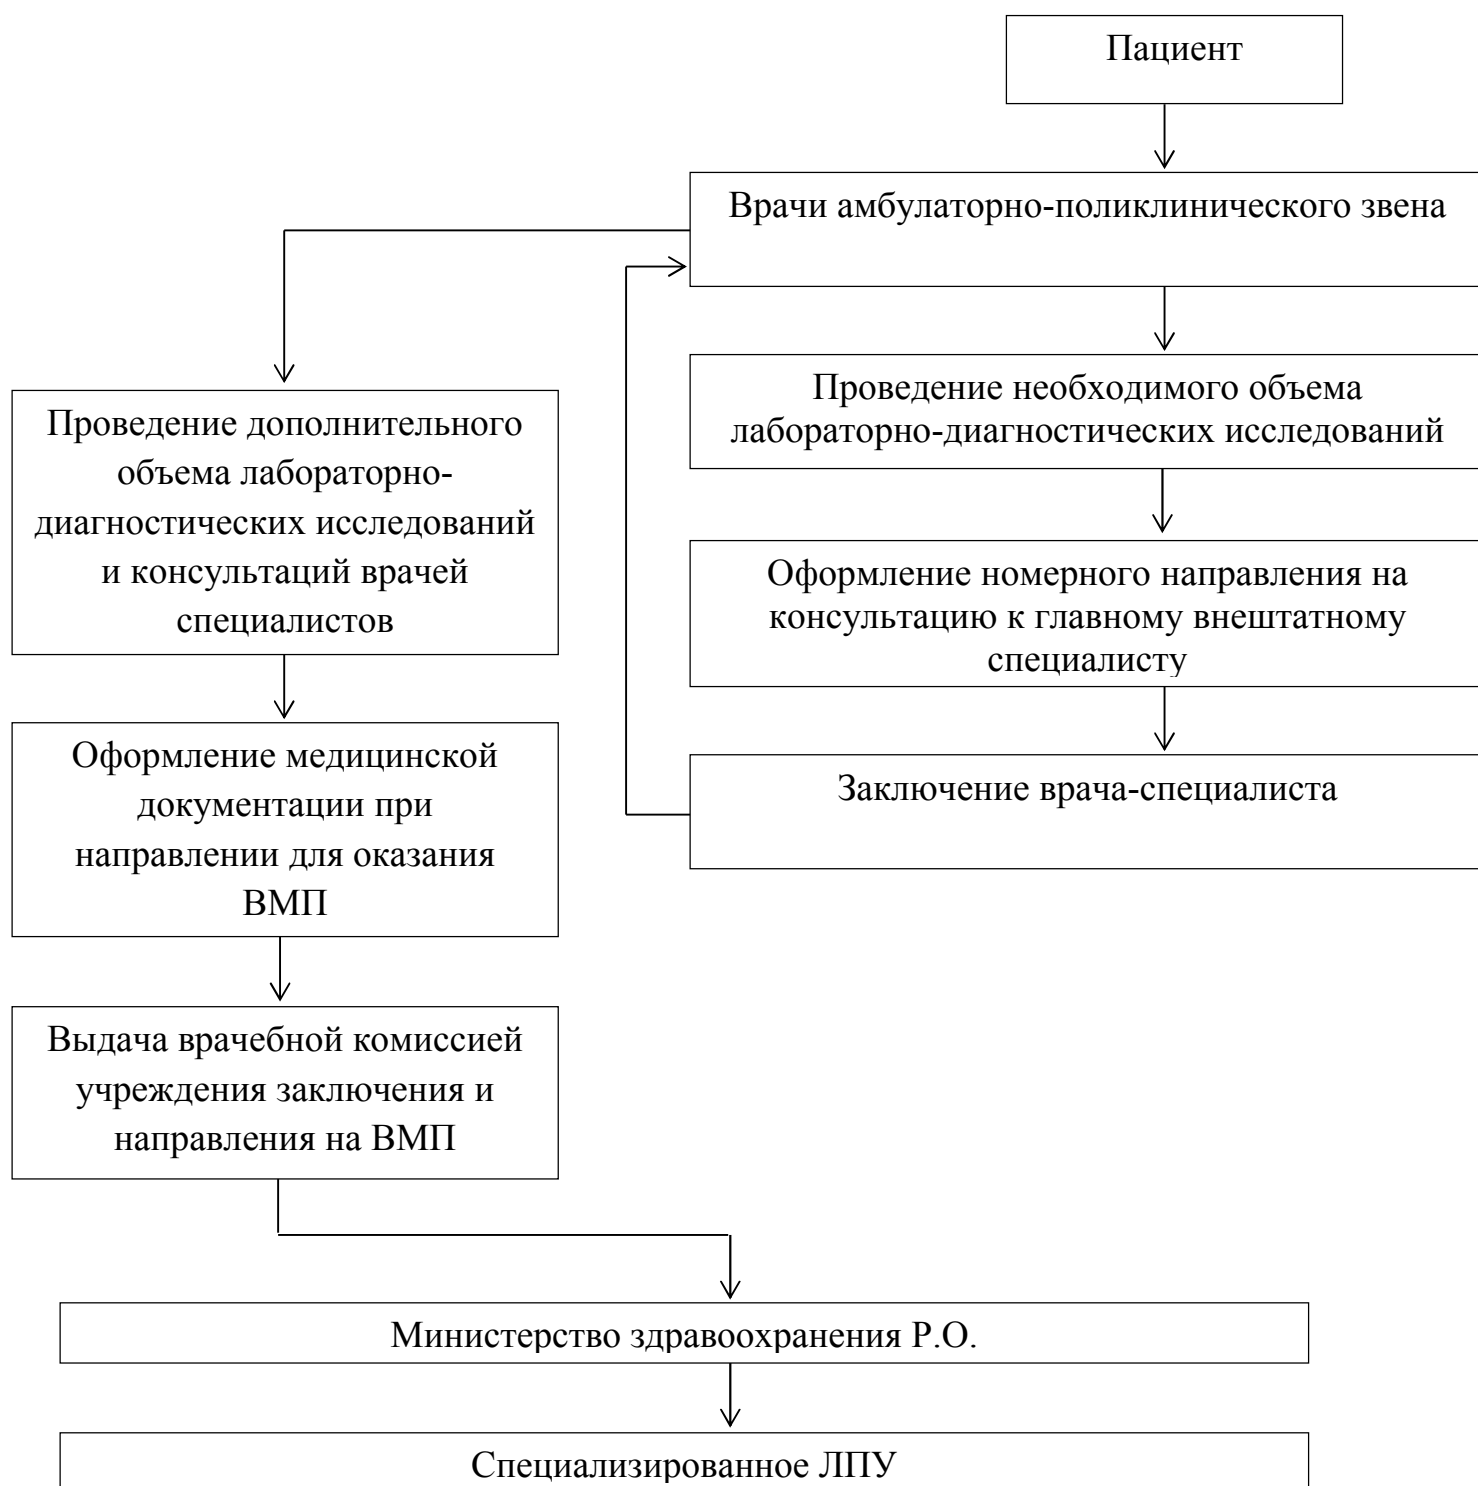 Пациент
Врачи амбулаторно-поликлинического звена
Проведение необходимого объема
лабораторно-диагностических исследований
Оформление номерного направления на
консультацию к главному внештатному
специалисту
Заключение врача-специалиста
Проведение дополнительного
объема лабораторно-
диагностических исследований
и консультаций врачей
специалистов
Оформление медицинской
документации при
направлении для оказания
ВМП
Выдача врачебной комиссией
учреждения заключения и
направления на ВМП
Министерство здравоохранения Р.О.
Специализированное ЛПУ